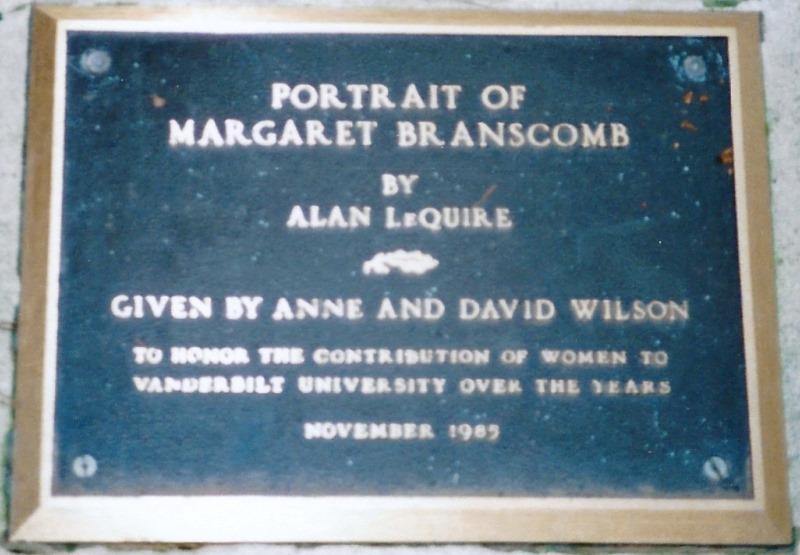 PORTRAIT OF
MARGARET BRANSCOMB
BY
ALAN LEQUIRE
GIVEN BY ANNE AND DAVID WILSON
TO HONOR THE CONTRIBUTION OF WOMEN TO
VANDERBILT UNIVERSITY OVER THE YEARS
NOVEMBER 1985